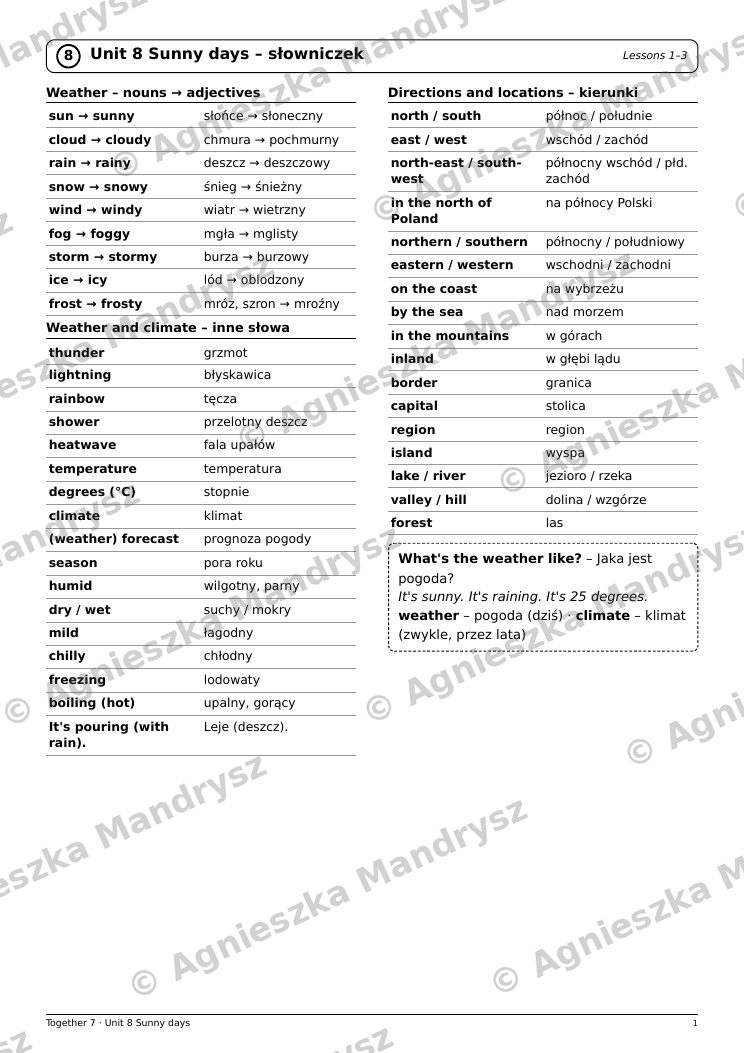 8 Unit 8 Sunny days – słowniczek Lessons 1–3
Weather – nouns → adjectives
sun → sunny słońce → słoneczny
cloud → cloudy chmura → pochmurny
rain → rainy deszcz → deszczowy
snow → snowy śnieg → śnieżny
wind → windy wiatr → wietrzny
fog → foggy mgła → mglisty
storm → stormy burza → burzowy
ice → icy lód → oblodzony
frost → frosty mróz, szron → mroźny
Weather and climate – inne słowa
thunder grzmot
lightning błyskawica
rainbow tęcza
shower przelotny deszcz
heatwave fala upałów
temperature temperatura
degrees (°C) stopnie
climate klimat
(weather) forecast prognoza pogody
season pora roku
humid wilgotny, parny
dry / wet suchy / mokry
mild łagodny
chilly chłodny
freezing lodowaty
boiling (hot) upalny, gorący
It's pouring (with Leje (deszcz).
rain).
Directions and locations – kierunki
north / south północ / południe
east / west wschód / zachód
north-east / south- północny wschód / płd.
west zachód
in the north of na północy Polski
Poland
northern / southern północny / południowy
eastern / western wschodni / zachodni
on the coast na wybrzeżu
by the sea nad morzem
in the mountains w górach
inland w głębi lądu
border granica
capital stolica
region region
island wyspa
lake / river jezioro / rzeka
valley / hill dolina / wzgórze
forest las
What's the weather like? – Jaka jest
pogoda?
It's sunny. It's raining. It's 25 degrees.
weather – pogoda (dziś) · climate – klimat
(zwykle, przez lata)
Together 7 · Unit 8 Sunny days 1
© Agnieszka Mandrysz